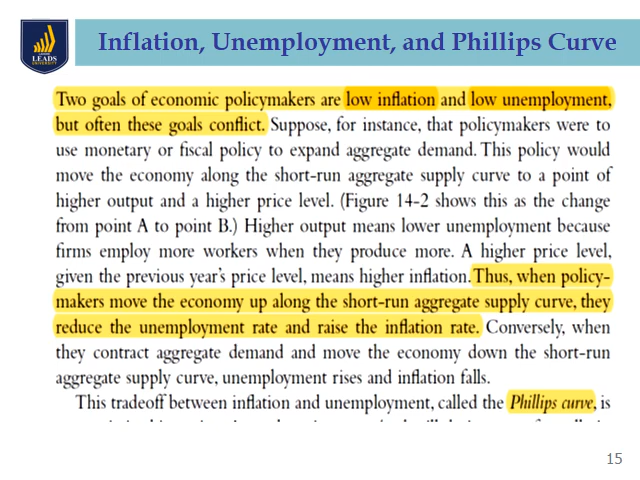 LEADS
UNIVERSITY
Inflation, Unemployment, and Phillips Curve
Two goals of economic policymakers are low inflation and low unemployment,
but often these goals conflict. Suppose, for instance, that policymakers were to
use monetary or fiscal policy to expand aggregate demand. This policy would
move the economy along the short-run aggregate supply curve to a point of
higher output and a higher price level. (Figure 14-2 shows this as the change
from point A to point B.) Higher output means lower unemployment because
firms employ more workers when they produce more. A higher price level,
given the previous year's price level, means higher inflation. Thus, when policy-
makers move the economy up along the short-run aggregate supply curve, they
reduce the unemployment rate and raise the inflation rate. Conversely, when
they contract aggregate demand and move the economy down the short-run
aggregate supply curve, unemployment rises and inflation falls.
This tradeoff between inflation and unemployment, called the Phillips curve, is
15